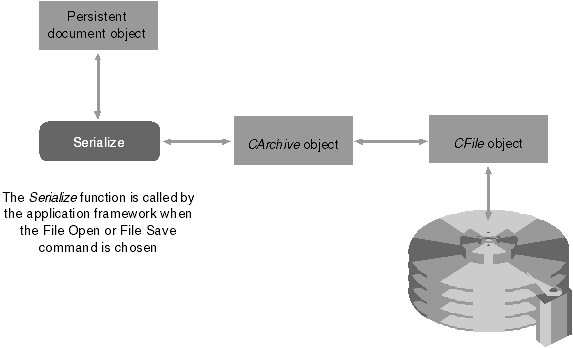 Persistent
document object
Serialize
CArchive object
CFile object
The Serialize function is called by
the application framework when
the File Open or File Save
command is chosen